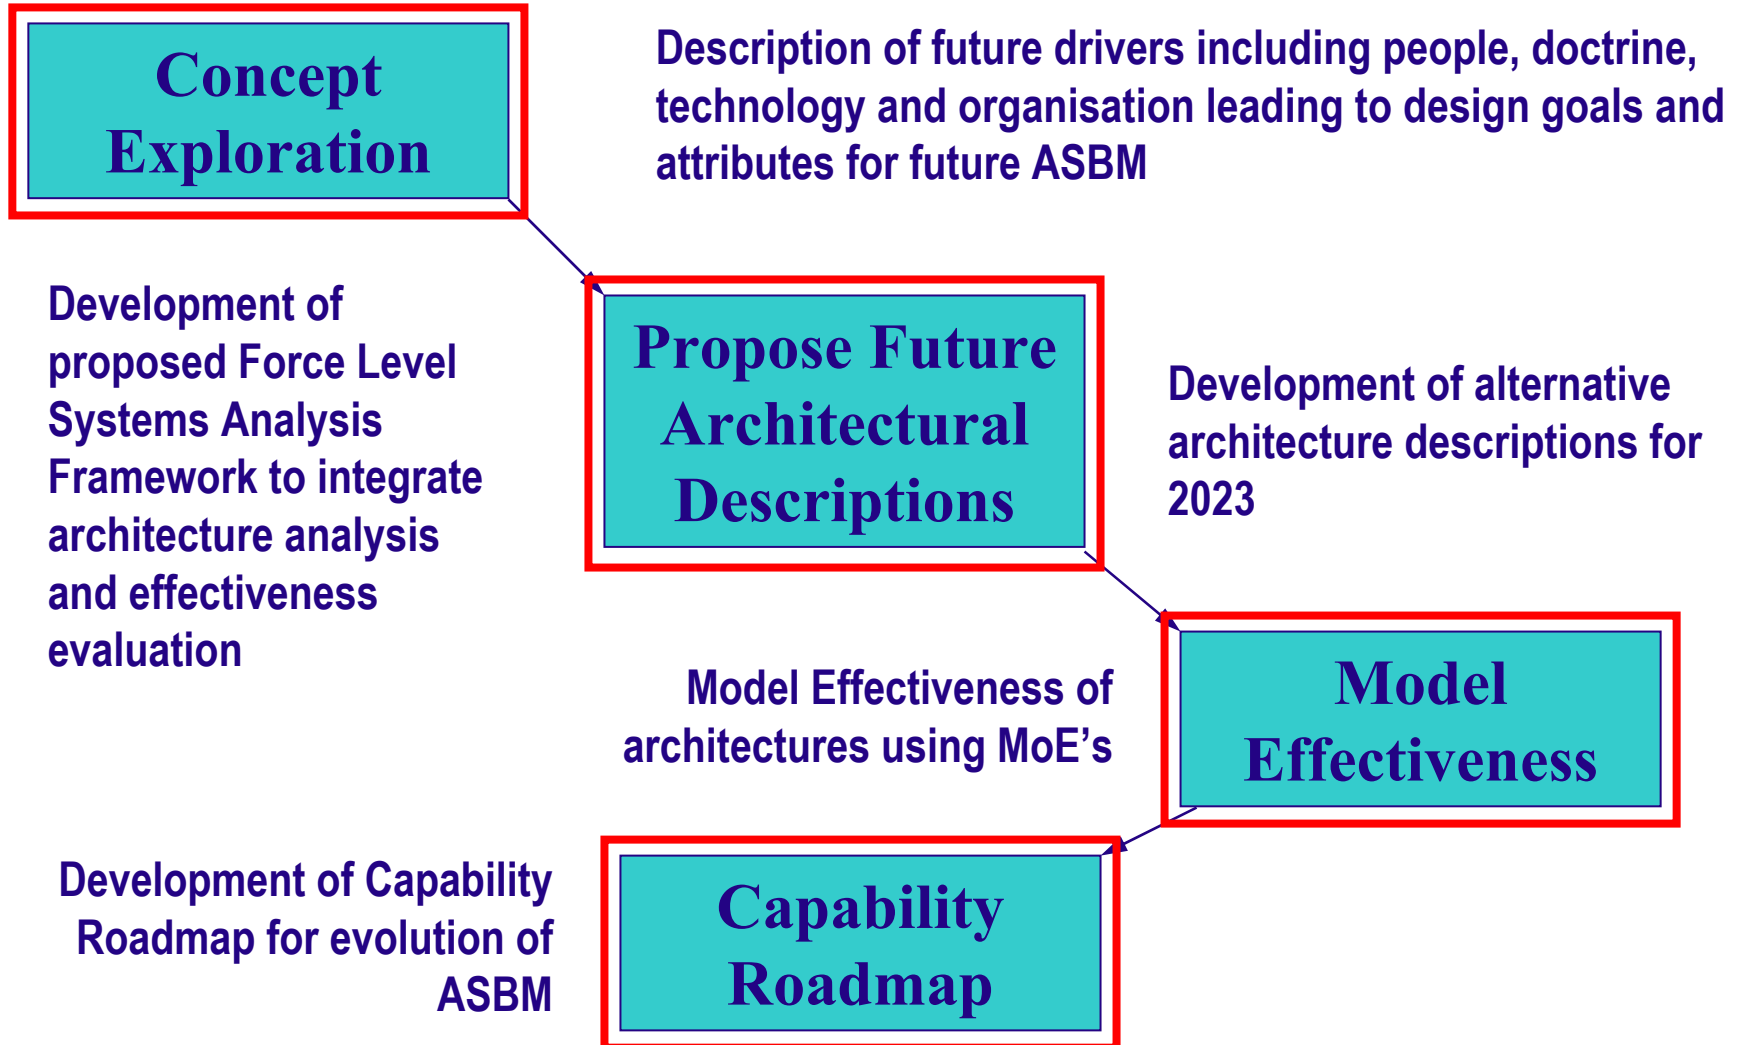 Concept
Exploration
Description of future drivers including people, doctrine,
technology and organisation leading to design goals and
attributes for future ASBM
Development of
proposed Force Level
Systems Analysis
Framework to integrate
architecture analysis
and effectiveness
evaluation
Propose Future
Architectural
Descriptions
Development of alternative
architecture descriptions for
2023
Model Effectiveness of
architectures using MoE’s
Model
Effectiveness
Development of Capability
Roadmap for evolution of
ASBM
Capability
Roadmap